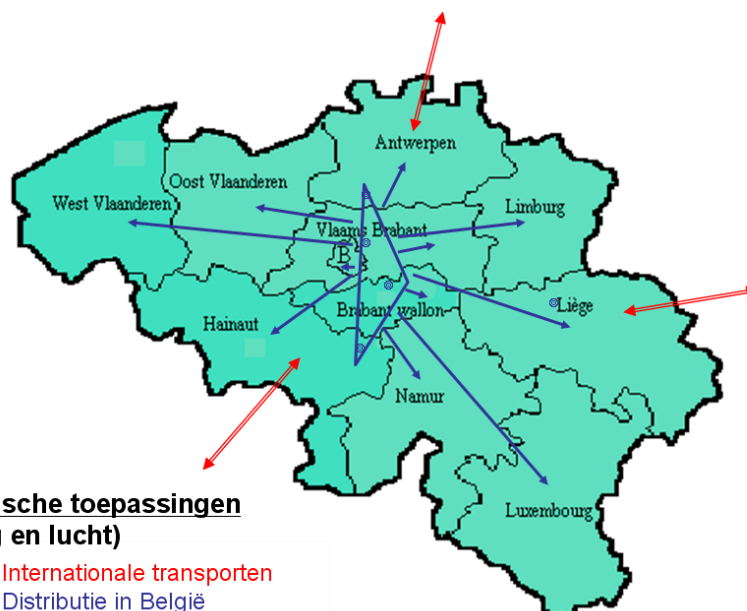 Antwerpen
Oost Vlaanderen
West Vlaanderen
Limburg
Vlaams Brabant
B
Liège
Brabant wallon
Hainaut
Namur
Luxembourg
sche toepassingen
en lucht)
Internationale transporten
Distributie in België